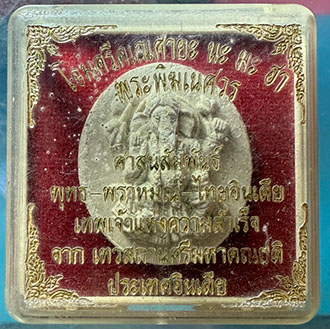 โอมศรีคเณศายะ นะ มะ ฮา
พระพิฆเนศวร
ศาสนสัมพันธ์
พุทธ-พราหมณ์-ไทยอินเดีย
เทพเจ้าแห่งความสำเร็จ
จาก เทวสถานศรีมหาคณปติ
ประเทศอินเดีย